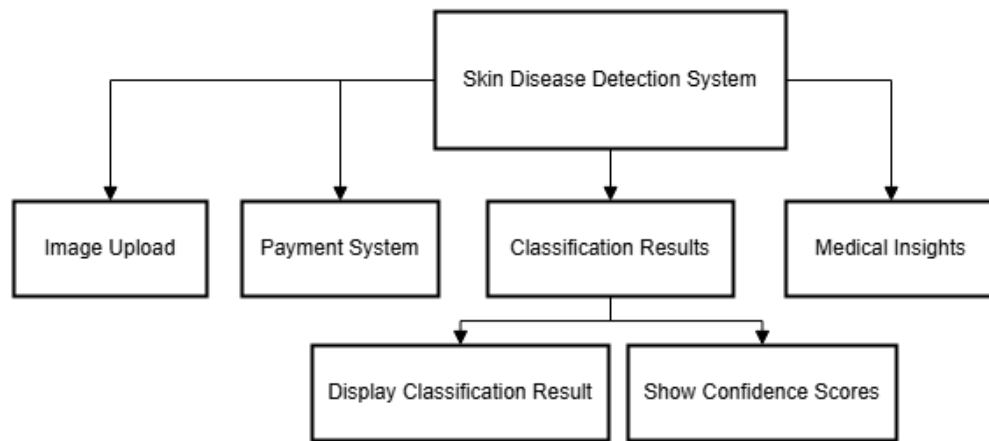 Skin Disease Detection System
Image Upload
Payment System
Classification Results
Medical Insights
Display Classification Result
Show Confidence Scores